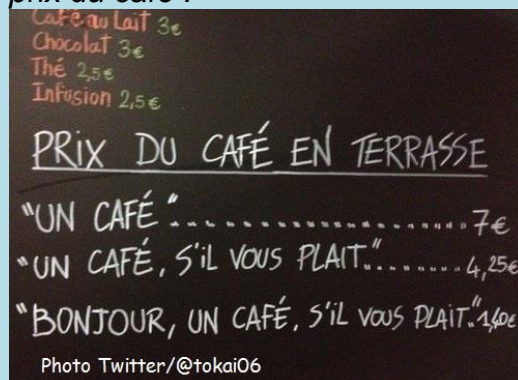 prix du café :
Café au Lait 3€
Chocolat 3€
Thé 2,5€
Infusion 2,5€
PRIX DU CAFÉ EN TERRASSE
"UN CAFÉ"..................7€
"UN CAFÉ, S'IL VOUS PLAIT."........4,25€
"BONJOUR, UN CAFÉ, S'IL VOUS PLAIT."1,40€
Photo Twitter/@tokai06